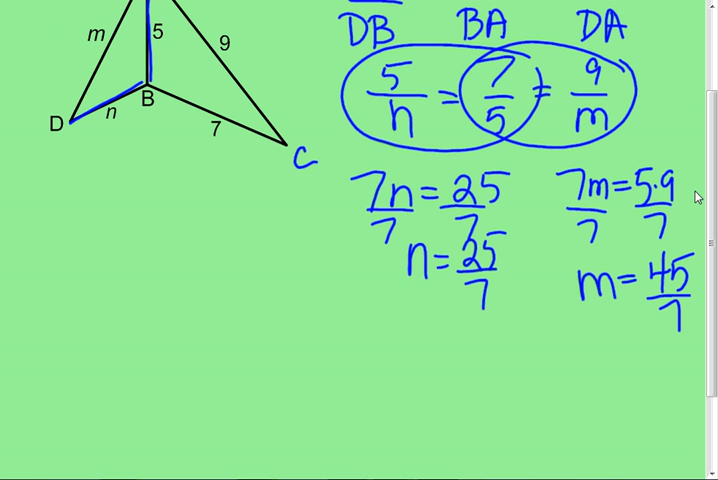 m 5 9
D n B 7 C
DB BA DA
5/n = 7/5 = 9/m
7n/7 = 25/7
n = 25/7
7m/7 = 5·9/7
m = 45/7